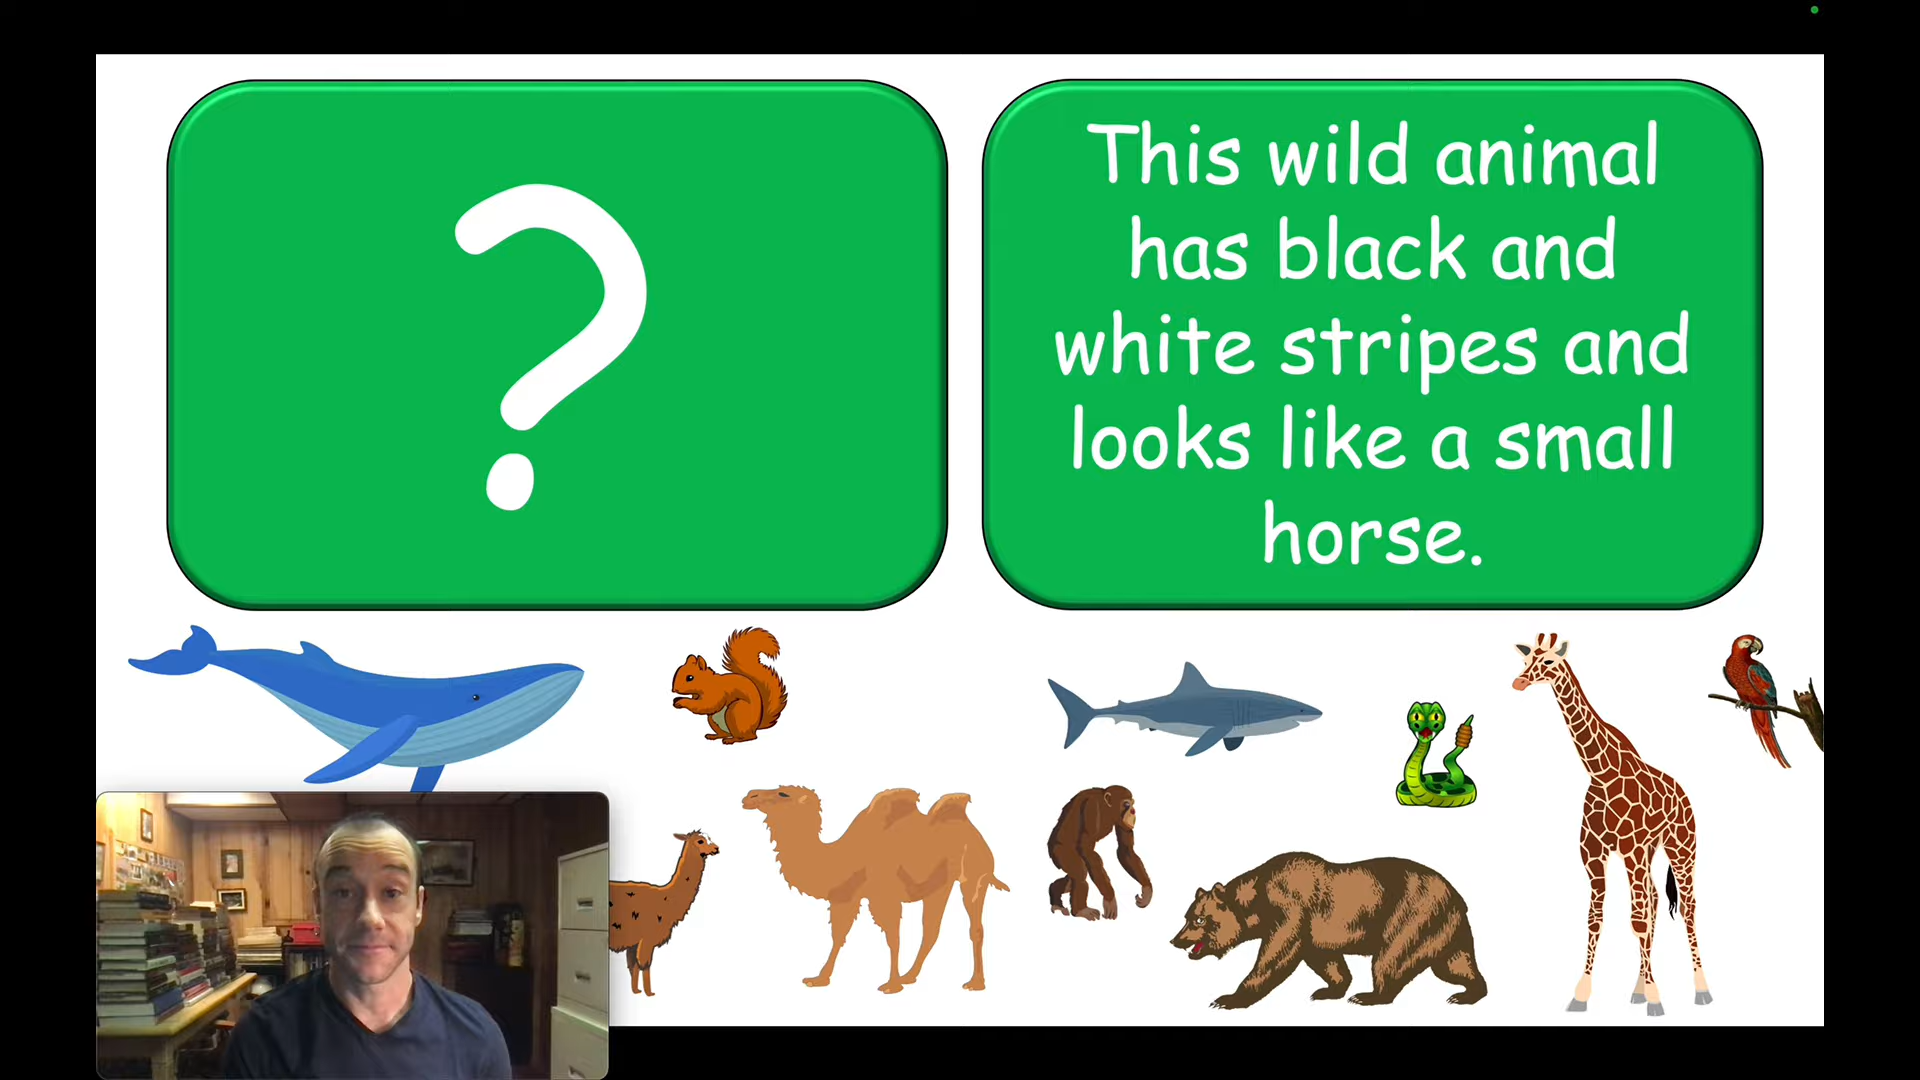 ?
This wild animal
has black and
white stripes and
looks like a small
horse.